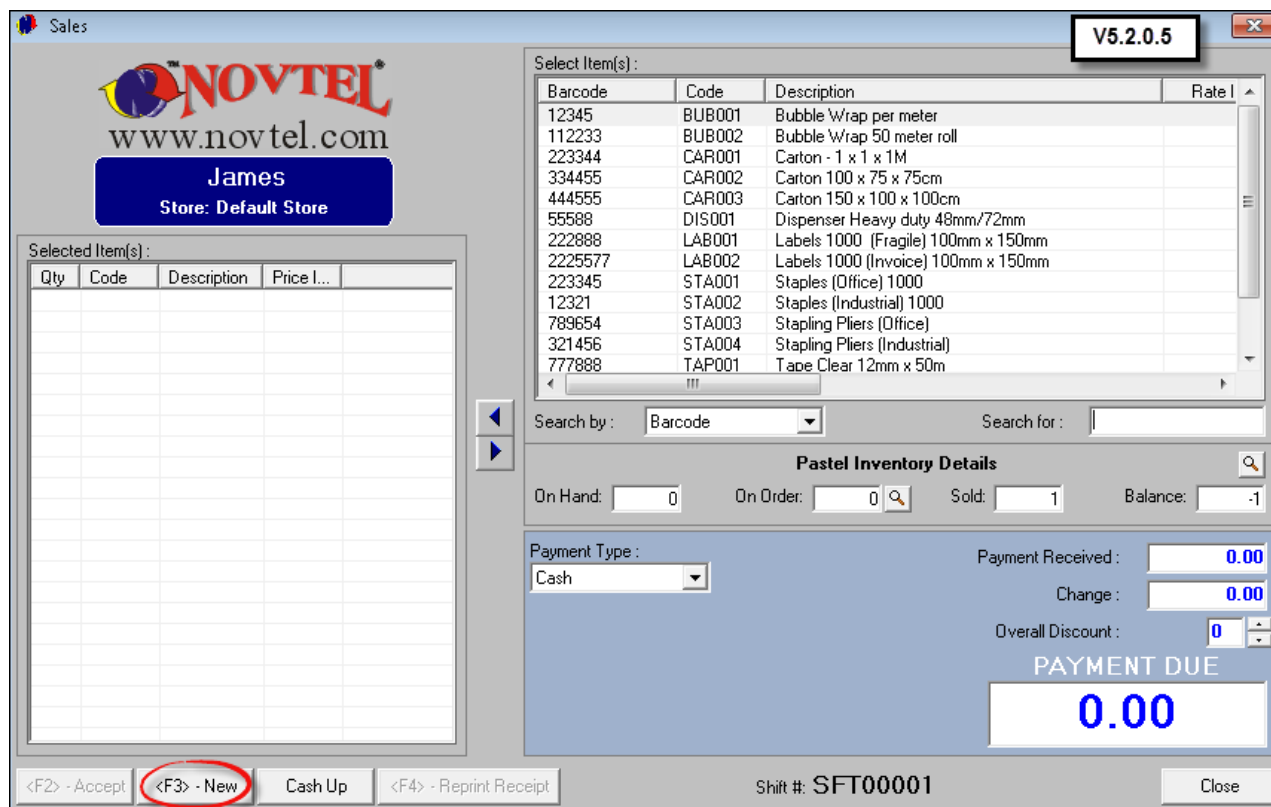 Sales
V5.2.0.5
™NOVTEL®
www.novtel.com
James
Store: Default Store
Selected Item(s) :
Qty Code Description Price I...
Select Item(s) :
Barcode Code Description Rate I
12345 BUB001 Bubble Wrap per meter
112233 BUB002 Bubble Wrap 50 meter roll
223344 CAR001 Carton - 1 x 1 x 1M
334455 CAR002 Carton 100 x 75 x 75cm
444555 CAR003 Carton 150 x 100 x 100cm
55588 DIS001 Dispenser Heavy duty 48mm/72mm
222888 LAB001 Labels 1000 (Fragile) 100mm x 150mm
2225577 LAB002 Labels 1000 (Invoice) 100mm x 150mm
223345 STA001 Staples (Office) 1000
12321 STA002 Staples (Industrial) 1000
789654 STA003 Stapling Pliers (Office)
321456 STA004 Stapling Pliers (Industrial)
777888 TAP001 Tape Clear 12mm x 50m
Search by : Barcode Search for :
Pastel Inventory Details
On Hand: 0 On Order: 0 Sold: 1 Balance: -1
Payment Type :
Cash
Payment Received : 0.00
Change : 0.00
Overall Discount : 0
PAYMENT DUE
0.00
<F2> - Accept <F3> - New Cash Up <F4> - Reprint Receipt Shift #: SFT00001 Close